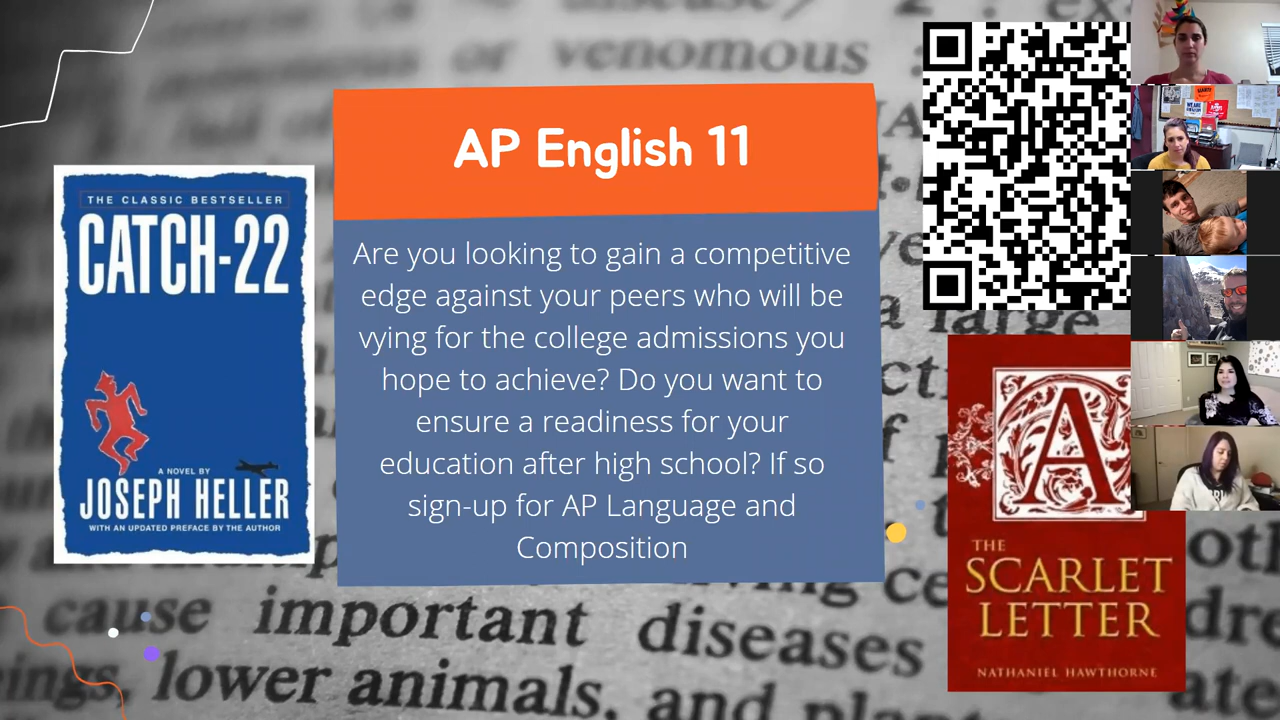 AP English 11
Are you looking to gain a competitive
edge against your peers who will be
vying for the college admissions you
hope to achieve? Do you want to
ensure a readiness for your
education after high school? If so
sign-up for AP Language and
Composition
THE CLASSIC BESTSELLER
CATCH-22
A NOVEL BY
JOSEPH HELLER
WITH AN UPDATED PREFACE BY THE AUTHOR
A
THE
SCARLET
LETTER
NATHANIEL HAWTHORNE
or venomous
a large
cause important diseases
lower animals, and